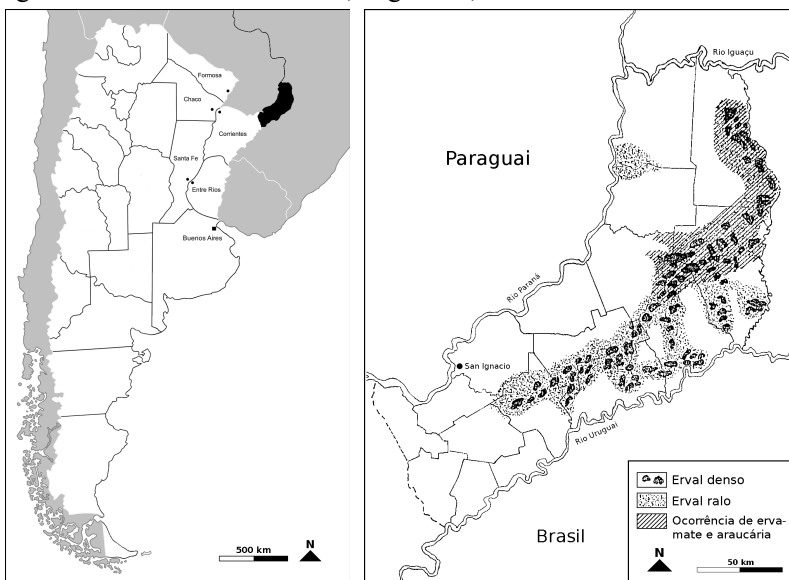 Formosa
Chaco
Corrientes
Santa Fe
Entre Ríos
Buenos Aires
500 km
N
Rio Iguaçu
Paraguai
Rio Paraná
San Ignacio
Rio Uruguai
Brasil
Erval denso
Erval ralo
Ocorrência de erva-
mate e araucária
N
50 km